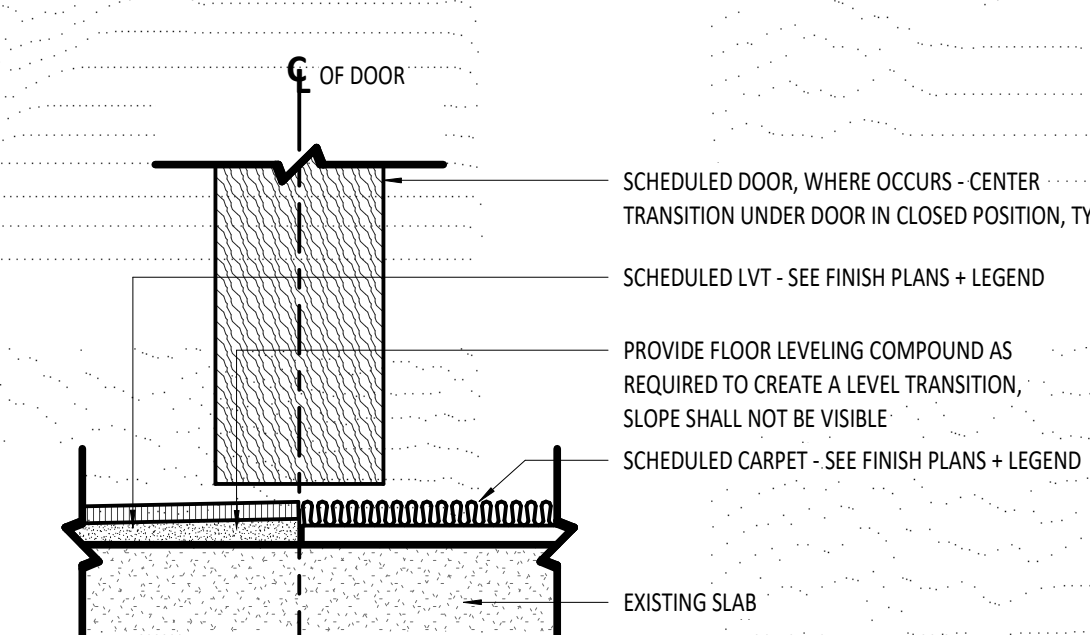 ℄ OF DOOR
SCHEDULED DOOR, WHERE OCCURS - CENTER
TRANSITION UNDER DOOR IN CLOSED POSITION, TY
SCHEDULED LVT - SEE FINISH PLANS + LEGEND
PROVIDE FLOOR LEVELING COMPOUND AS
REQUIRED TO CREATE A LEVEL TRANSITION,
SLOPE SHALL NOT BE VISIBLE
SCHEDULED CARPET - SEE FINISH PLANS + LEGEND
EXISTING SLAB